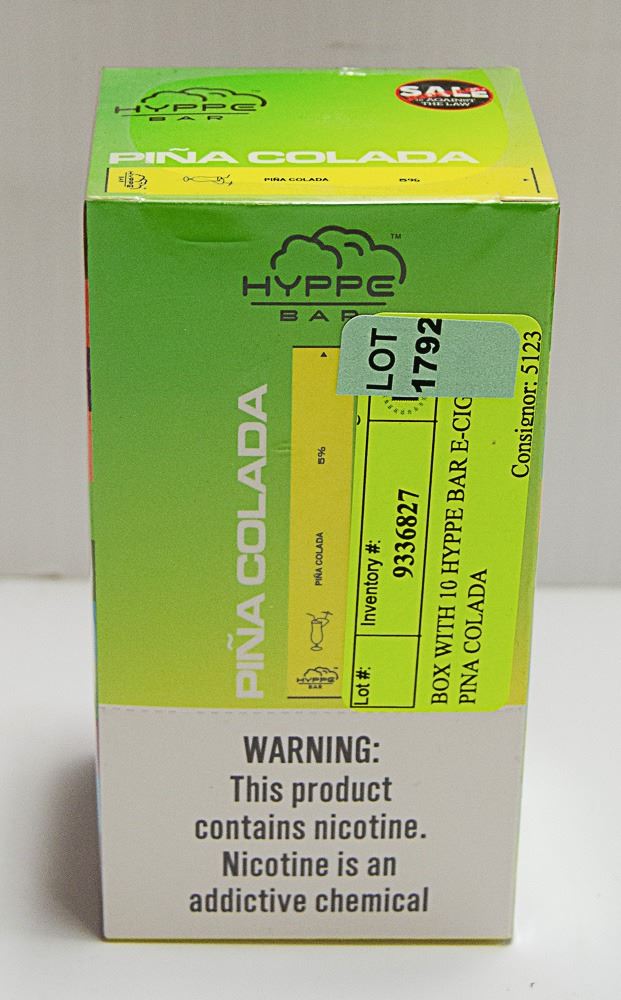 HYPPE
BAR
SALE
AGAINST
THE LAW
PIÑA COLADA
PIÑA COLADA
5%
HYPPE
BAR
TM
PIÑA COLADA
5%
PIÑA COLADA
HYPPE
BAR
LOT
1792
Lot #:
Inventory #:
9336827
BOX WITH 10 HYPPE BAR E-CIG
PINA COLADA
Consignor: 5123
WARNING:
This product
contains nicotine.
Nicotine is an
addictive chemical